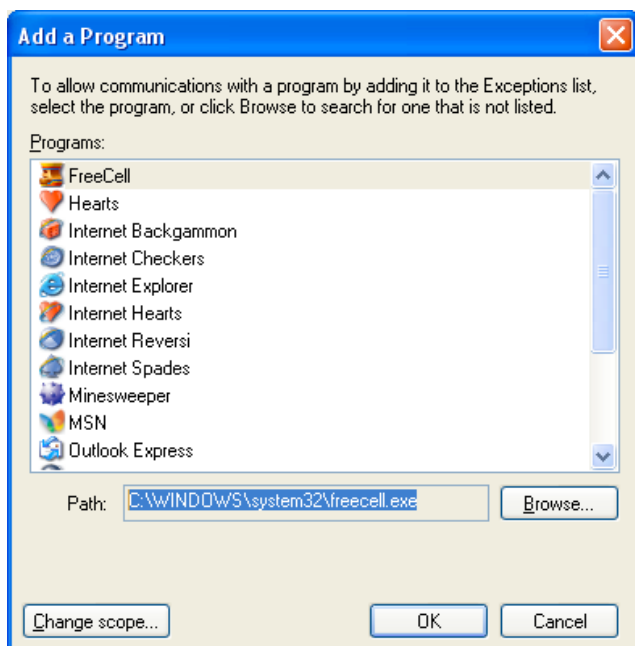 Add a Program
To allow communications with a program by adding it to the Exceptions list,
select the program, or click Browse to search for one that is not listed.
Programs:
FreeCell
Hearts
Internet Backgammon
Internet Checkers
Internet Explorer
Internet Hearts
Internet Reversi
Internet Spades
Minesweeper
MSN
Outlook Express
Path: C:\WINDOWS\system32\freecell.exe Browse...
Change scope... OK Cancel